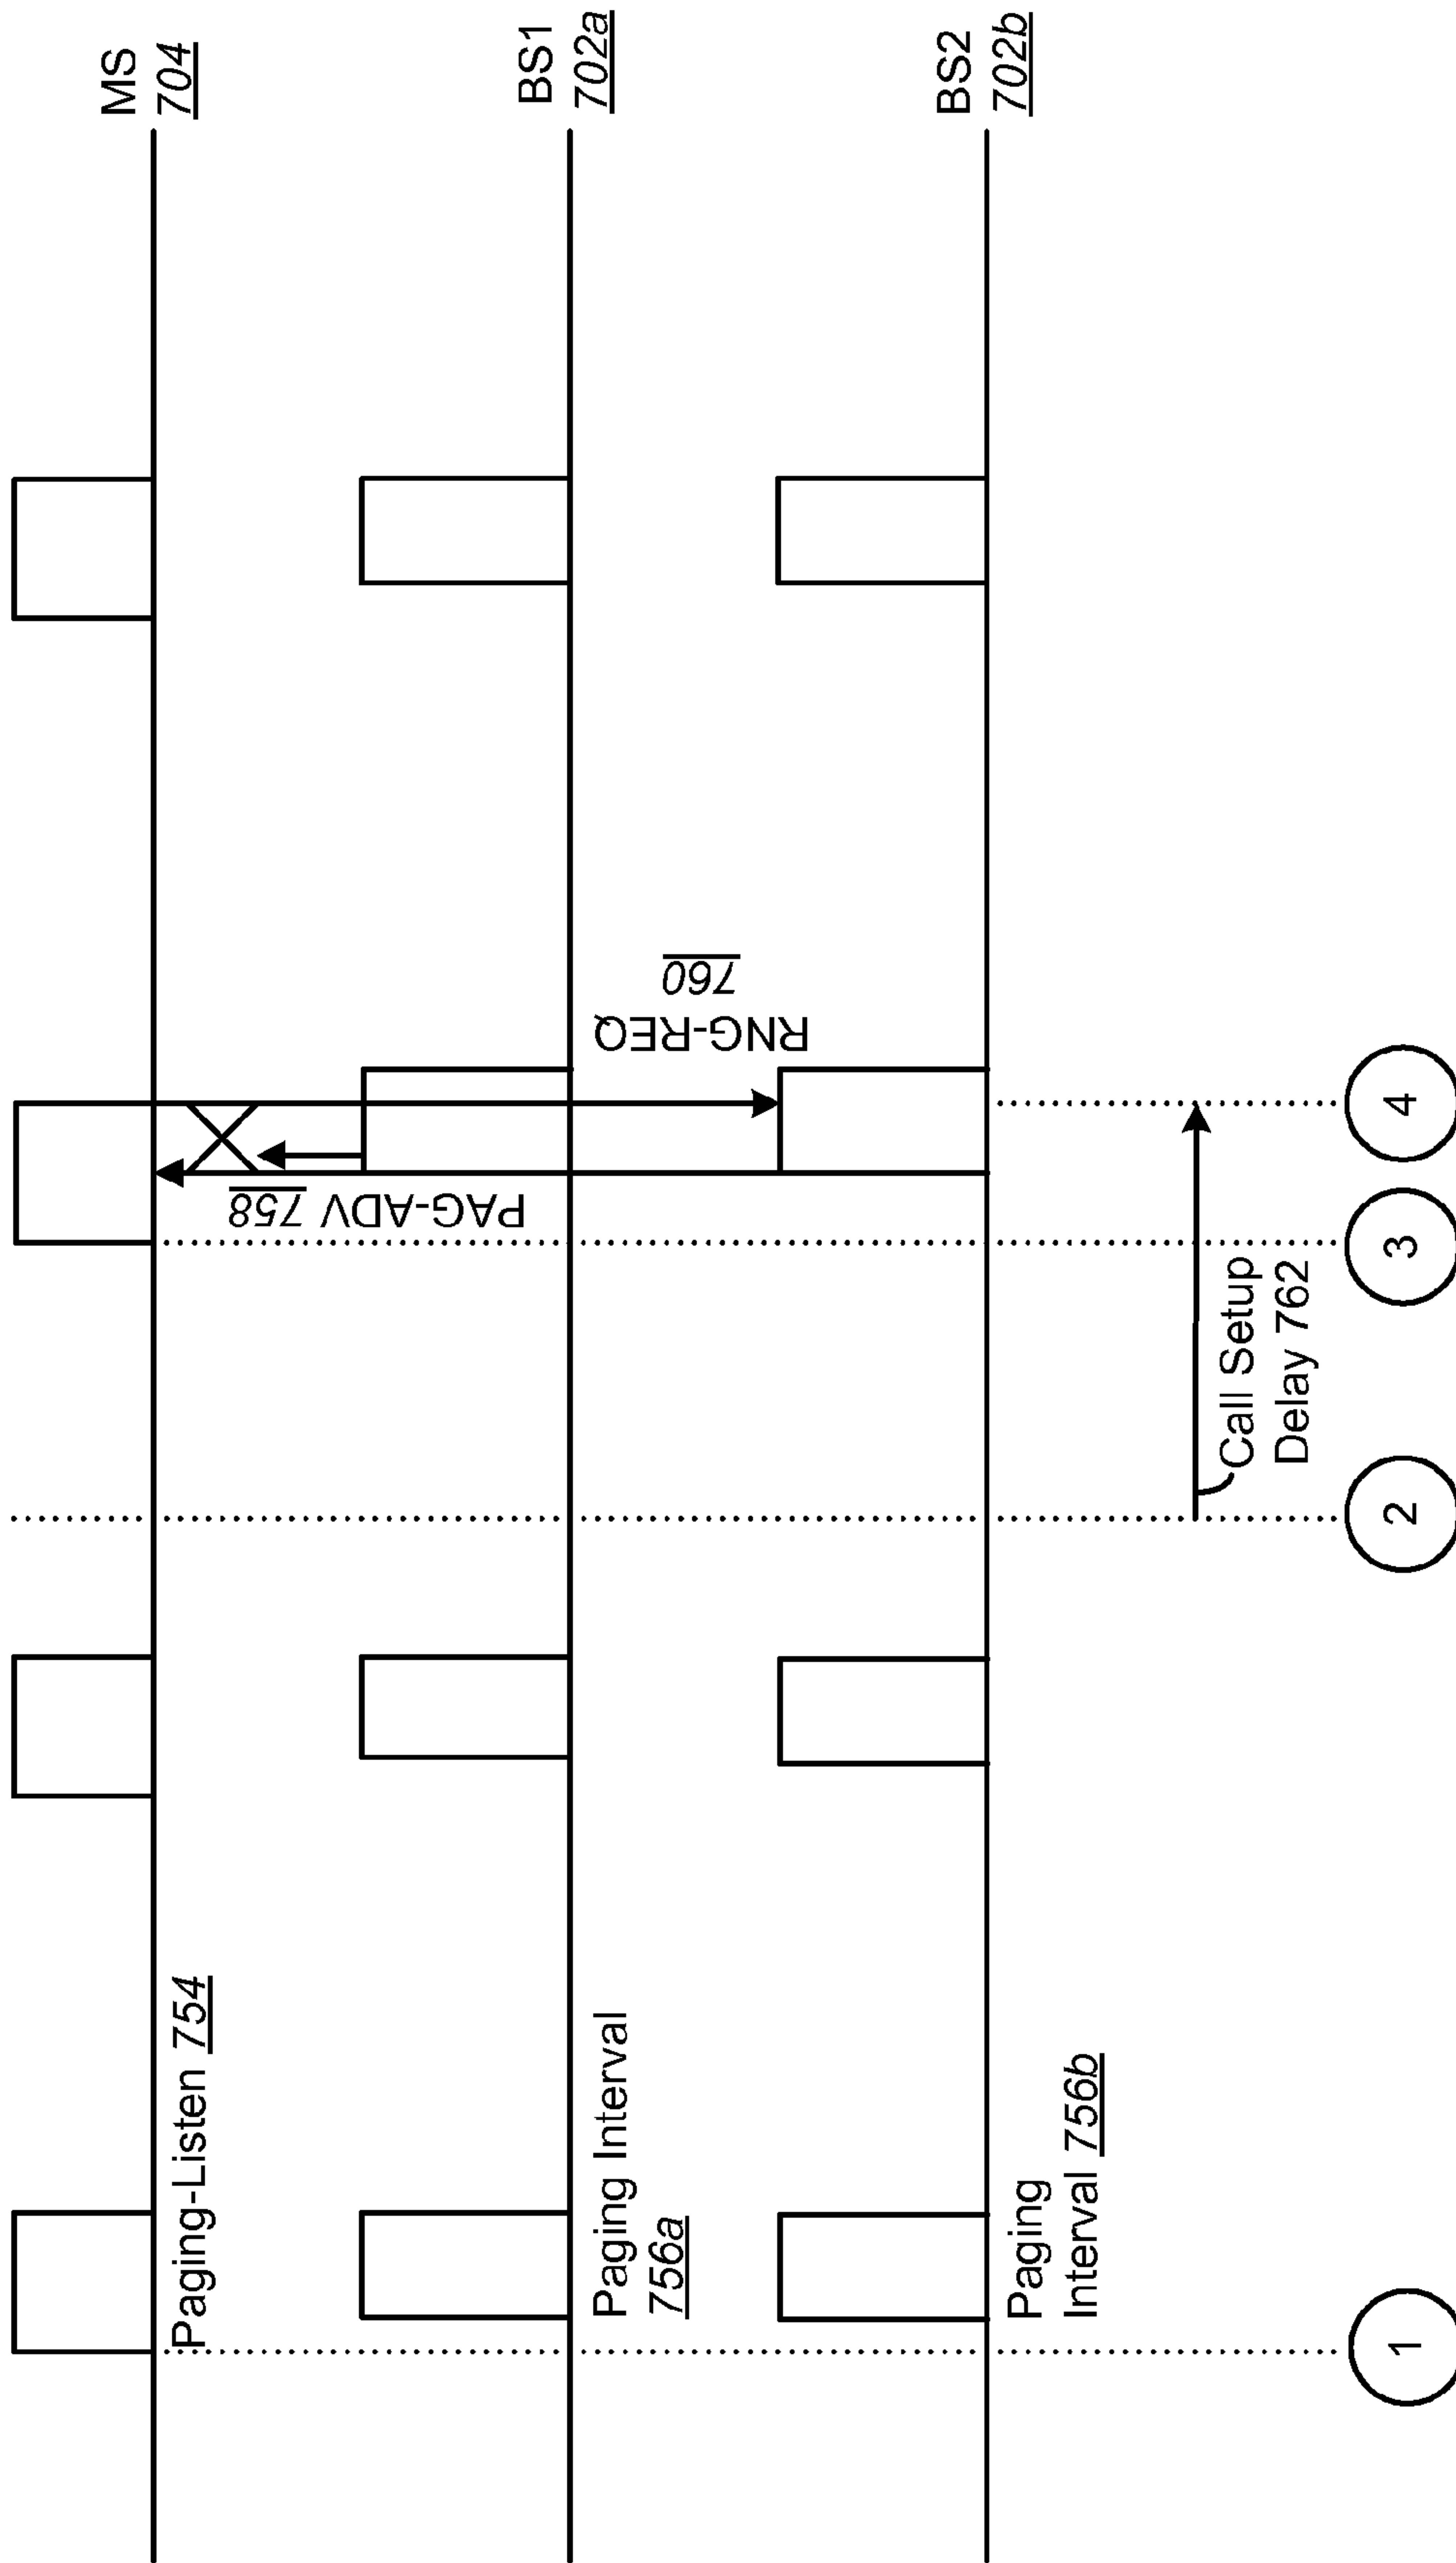 MS
704
Paging-Listen 754
BS1
702a
PAG-ADV 758
RNG-REQ
760
Paging Interval
756a
BS2
702b
Paging
Interval 756b
Call Setup
Delay 762
1
2
3
4